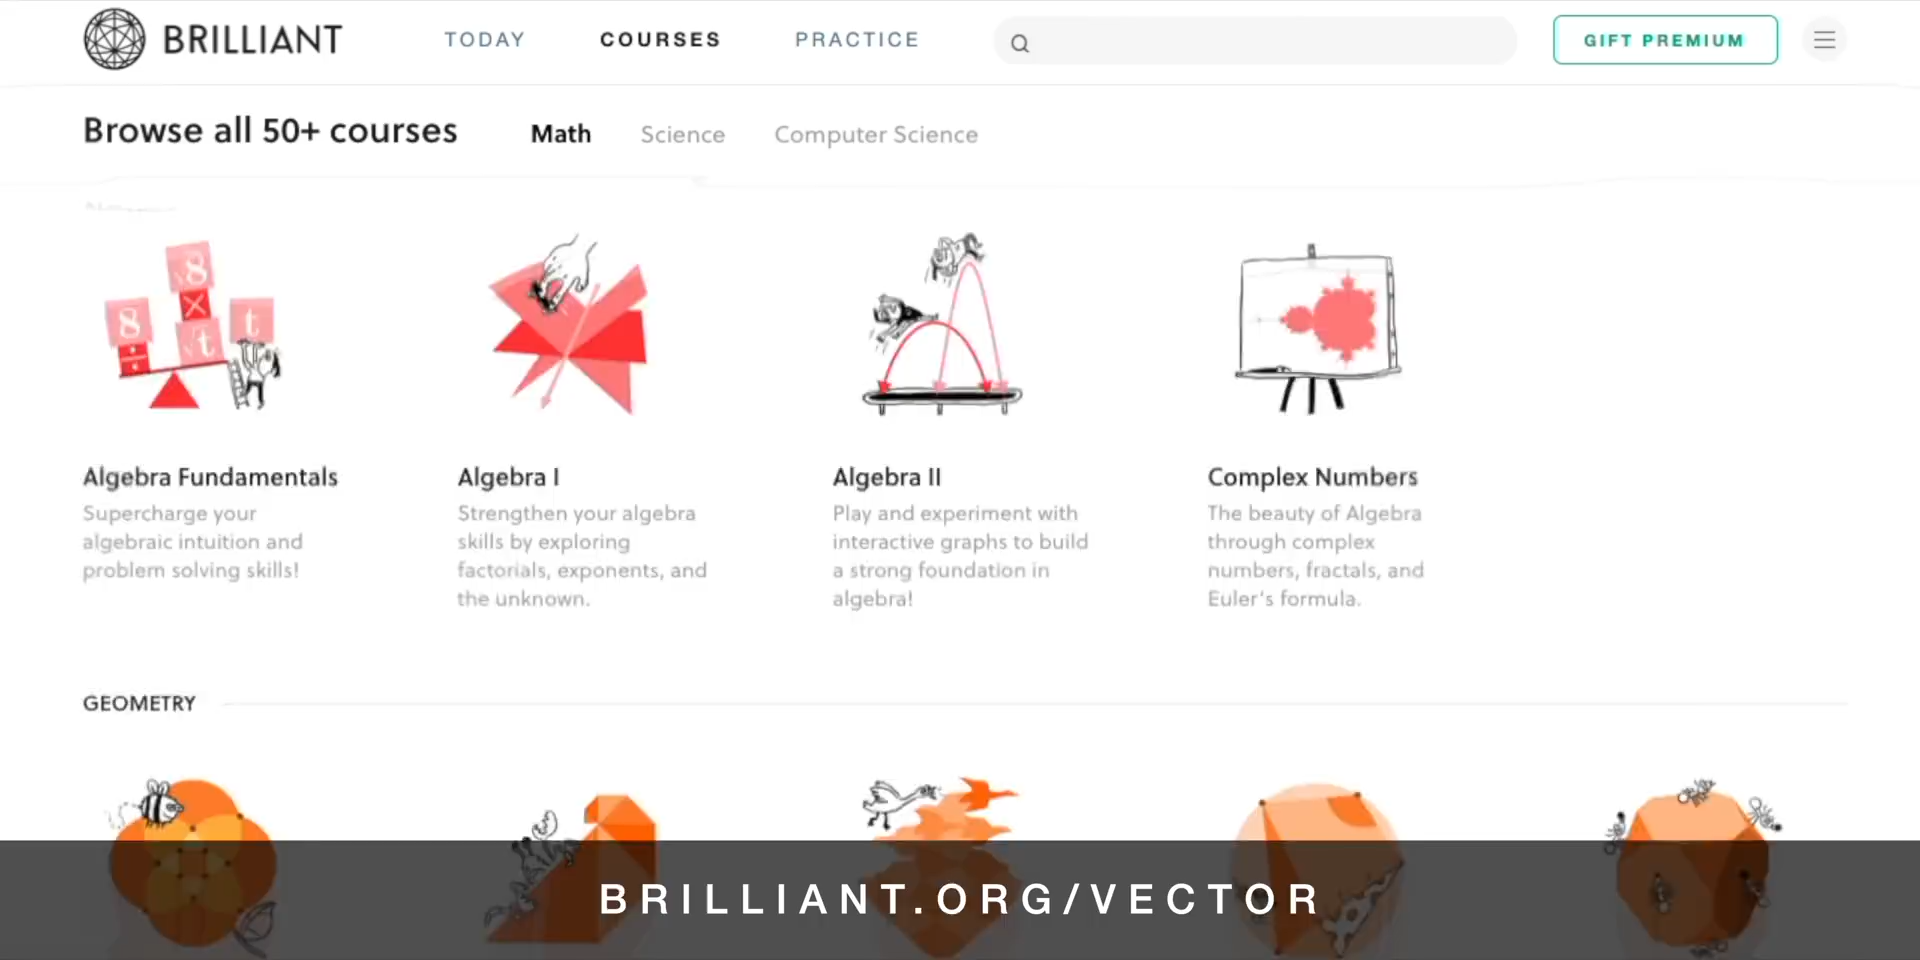 BRILLIANT
TODAY
COURSES
PRACTICE
GIFT PREMIUM
Browse all 50+ courses
Math
Science
Computer Science
8
×
8
÷
√t
t
Algebra Fundamentals
Supercharge your
algebraic intuition and
problem solving skills!
Algebra I
Strengthen your algebra
skills by exploring
factorials, exponents, and
the unknown.
Algebra II
Play and experiment with
interactive graphs to build
a strong foundation in
algebra!
Complex Numbers
The beauty of Algebra
through complex
numbers, fractals, and
Euler's formula.
GEOMETRY
BRILLIANT.ORG/VECTOR